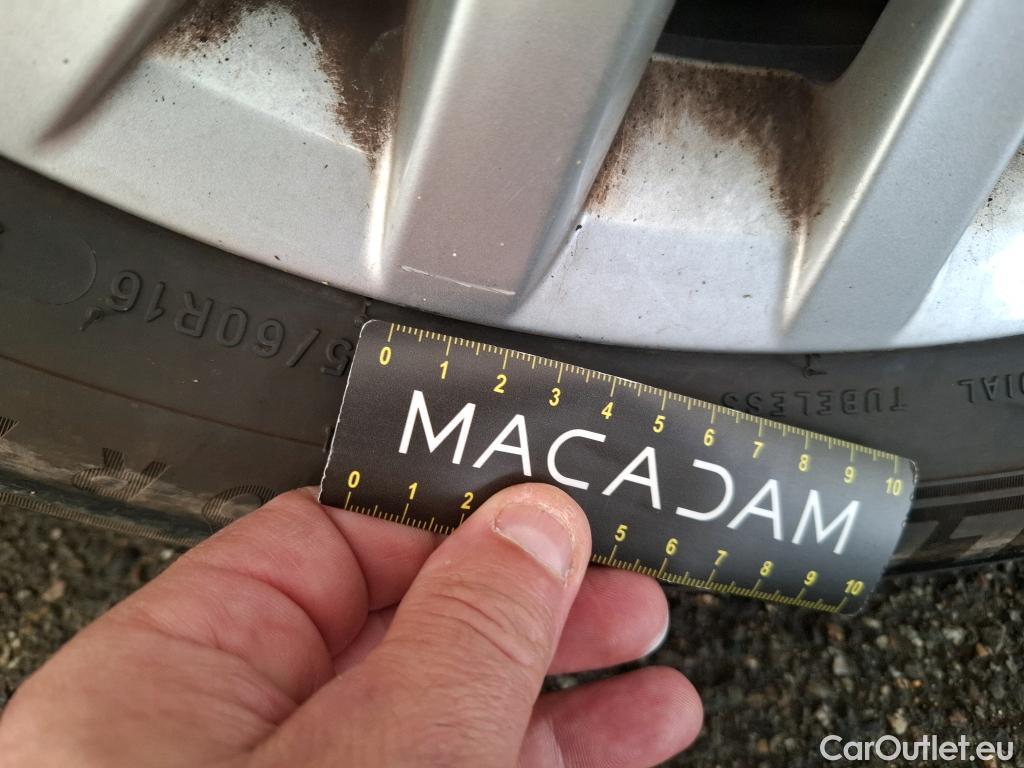 5/60R16
TUBELESS
DIAL
0 1 2 3 4 5 6 7 8 9 10
MACADAM
0 1 2 5 6 7 8 9 10
CarOutlet.eu